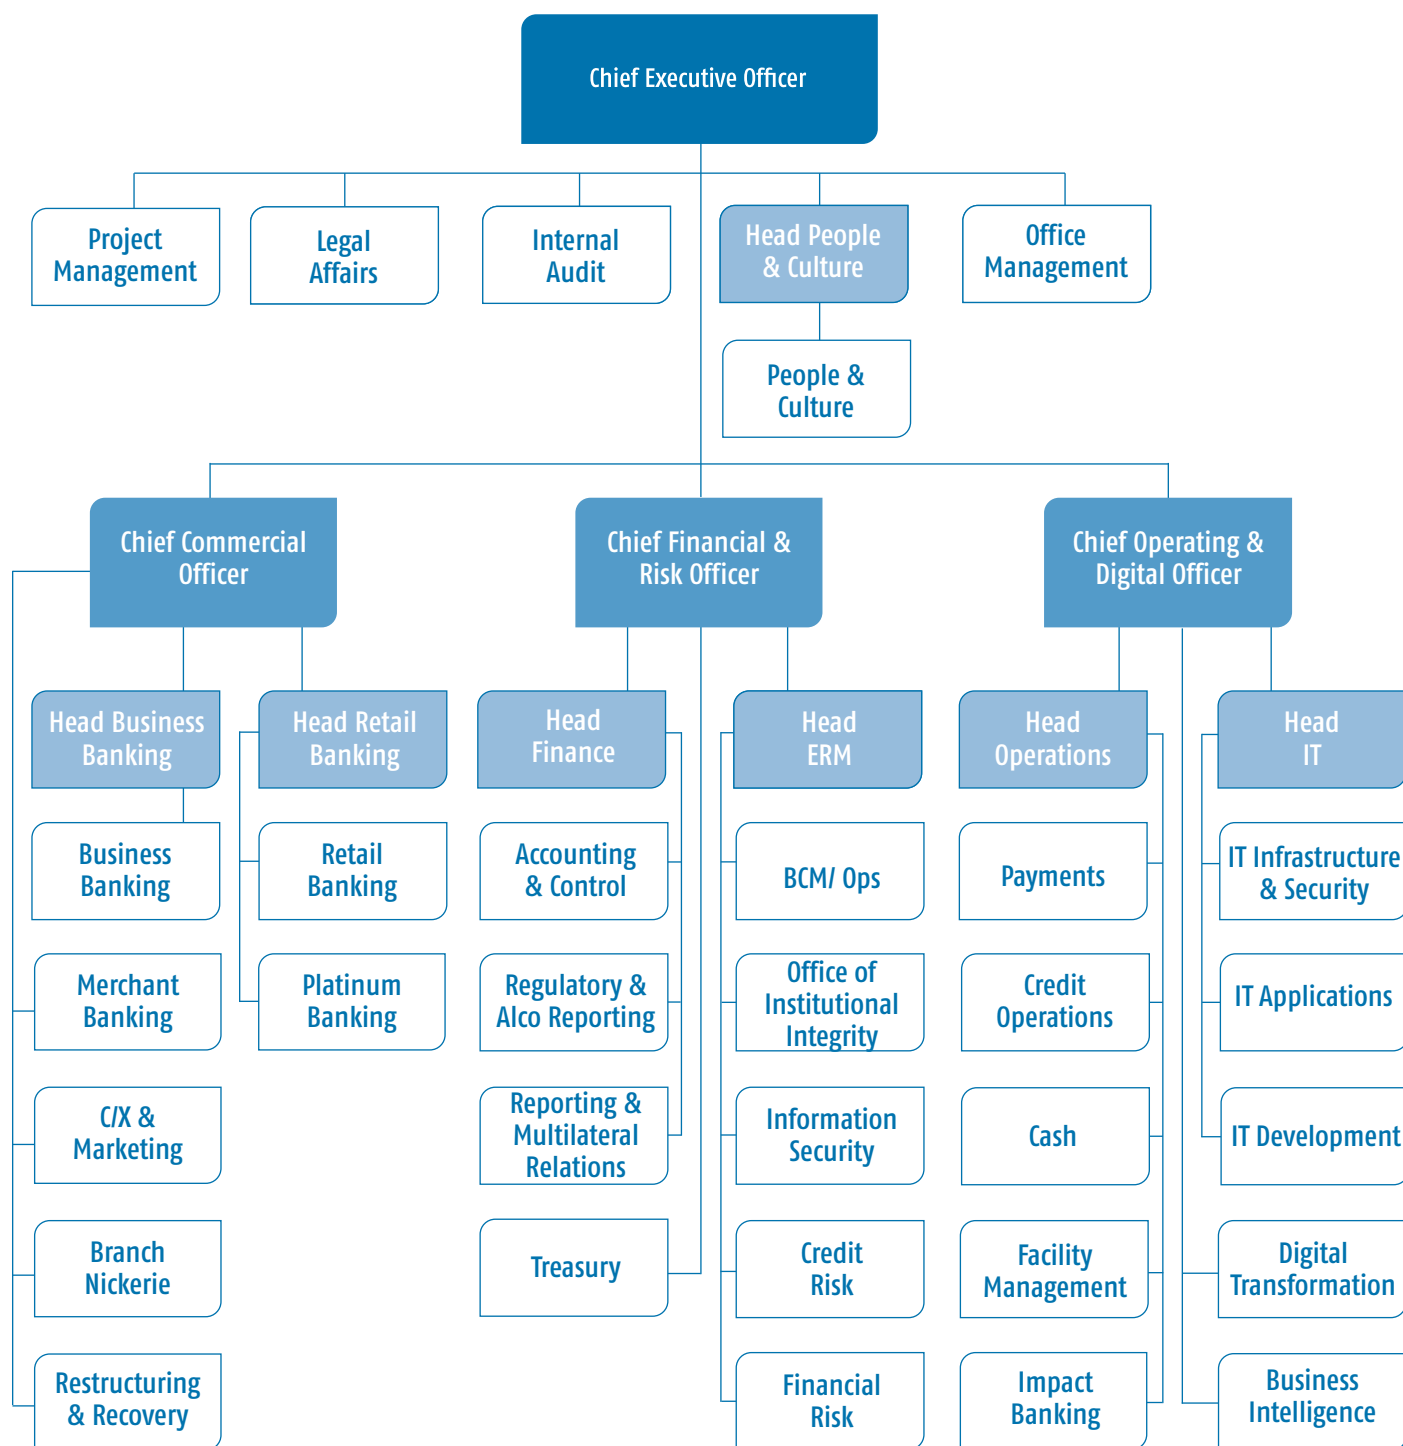 Chief Executive Officer
Project
Management
Legal
Affairs
Internal
Audit
Head People
& Culture
Office
Management
People &
Culture
Chief Commercial
Officer
Chief Financial &
Risk Officer
Chief Operating &
Digital Officer
Head Business
Banking
Head Retail
Banking
Head
Finance
Head
ERM
Head
Operations
Head
IT
Business
Banking
Retail
Banking
Accounting
& Control
BCM/ Ops
Payments
IT Infrastructure
& Security
Merchant
Banking
Platinum
Banking
Regulatory &
Alco Reporting
Office of
Institutional
Integrity
Credit
Operations
IT Applications
C/X &
Marketing
Reporting &
Multilateral
Relations
Information
Security
Cash
IT Development
Branch
Nickerie
Treasury
Credit
Risk
Facility
Management
Digital
Transformation
Restructuring
& Recovery
Financial
Risk
Impact
Banking
Business
Intelligence